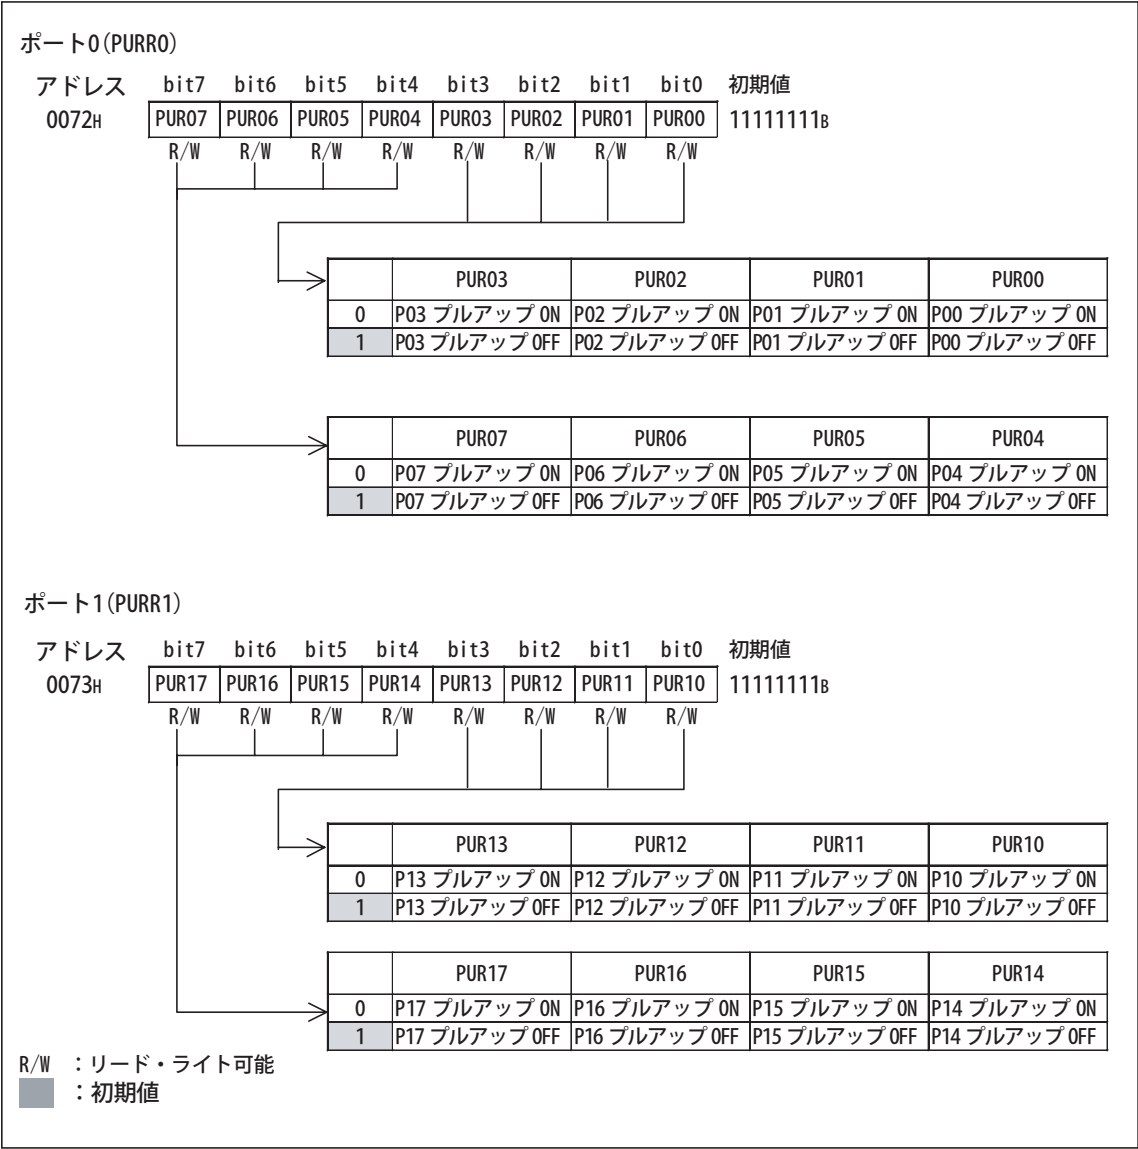 ポート0(PURR0)
アドレス bit7 bit6 bit5 bit4 bit3 bit2 bit1 bit0 初期値
0072H PUR07 PUR06 PUR05 PUR04 PUR03 PUR02 PUR01 PUR00 11111111B
R/W R/W R/W R/W R/W R/W R/W R/W
PUR03 PUR02 PUR01 PUR00
0 P03 プルアップ ON P02 プルアップ ON P01 プルアップ ON P00 プルアップ ON
1 P03 プルアップ OFF P02 プルアップ OFF P01 プルアップ OFF P00 プルアップ OFF
PUR07 PUR06 PUR05 PUR04
0 P07 プルアップ ON P06 プルアップ ON P05 プルアップ ON P04 プルアップ ON
1 P07 プルアップ OFF P06 プルアップ OFF P05 プルアップ OFF P04 プルアップ OFF
ポート1(PURR1)
アドレス bit7 bit6 bit5 bit4 bit3 bit2 bit1 bit0 初期値
0073H PUR17 PUR16 PUR15 PUR14 PUR13 PUR12 PUR11 PUR10 11111111B
R/W R/W R/W R/W R/W R/W R/W R/W
PUR13 PUR12 PUR11 PUR10
0 P13 プルアップ ON P12 プルアップ ON P11 プルアップ ON P10 プルアップ ON
1 P13 プルアップ OFF P12 プルアップ OFF P11 プルアップ OFF P10 プルアップ OFF
PUR17 PUR16 PUR15 PUR14
0 P17 プルアップ ON P16 プルアップ ON P15 プルアップ ON P14 プルアップ ON
1 P17 プルアップ OFF P16 プルアップ OFF P15 プルアップ OFF P14 プルアップ OFF
R/W :リード・ライト可能
:初期値